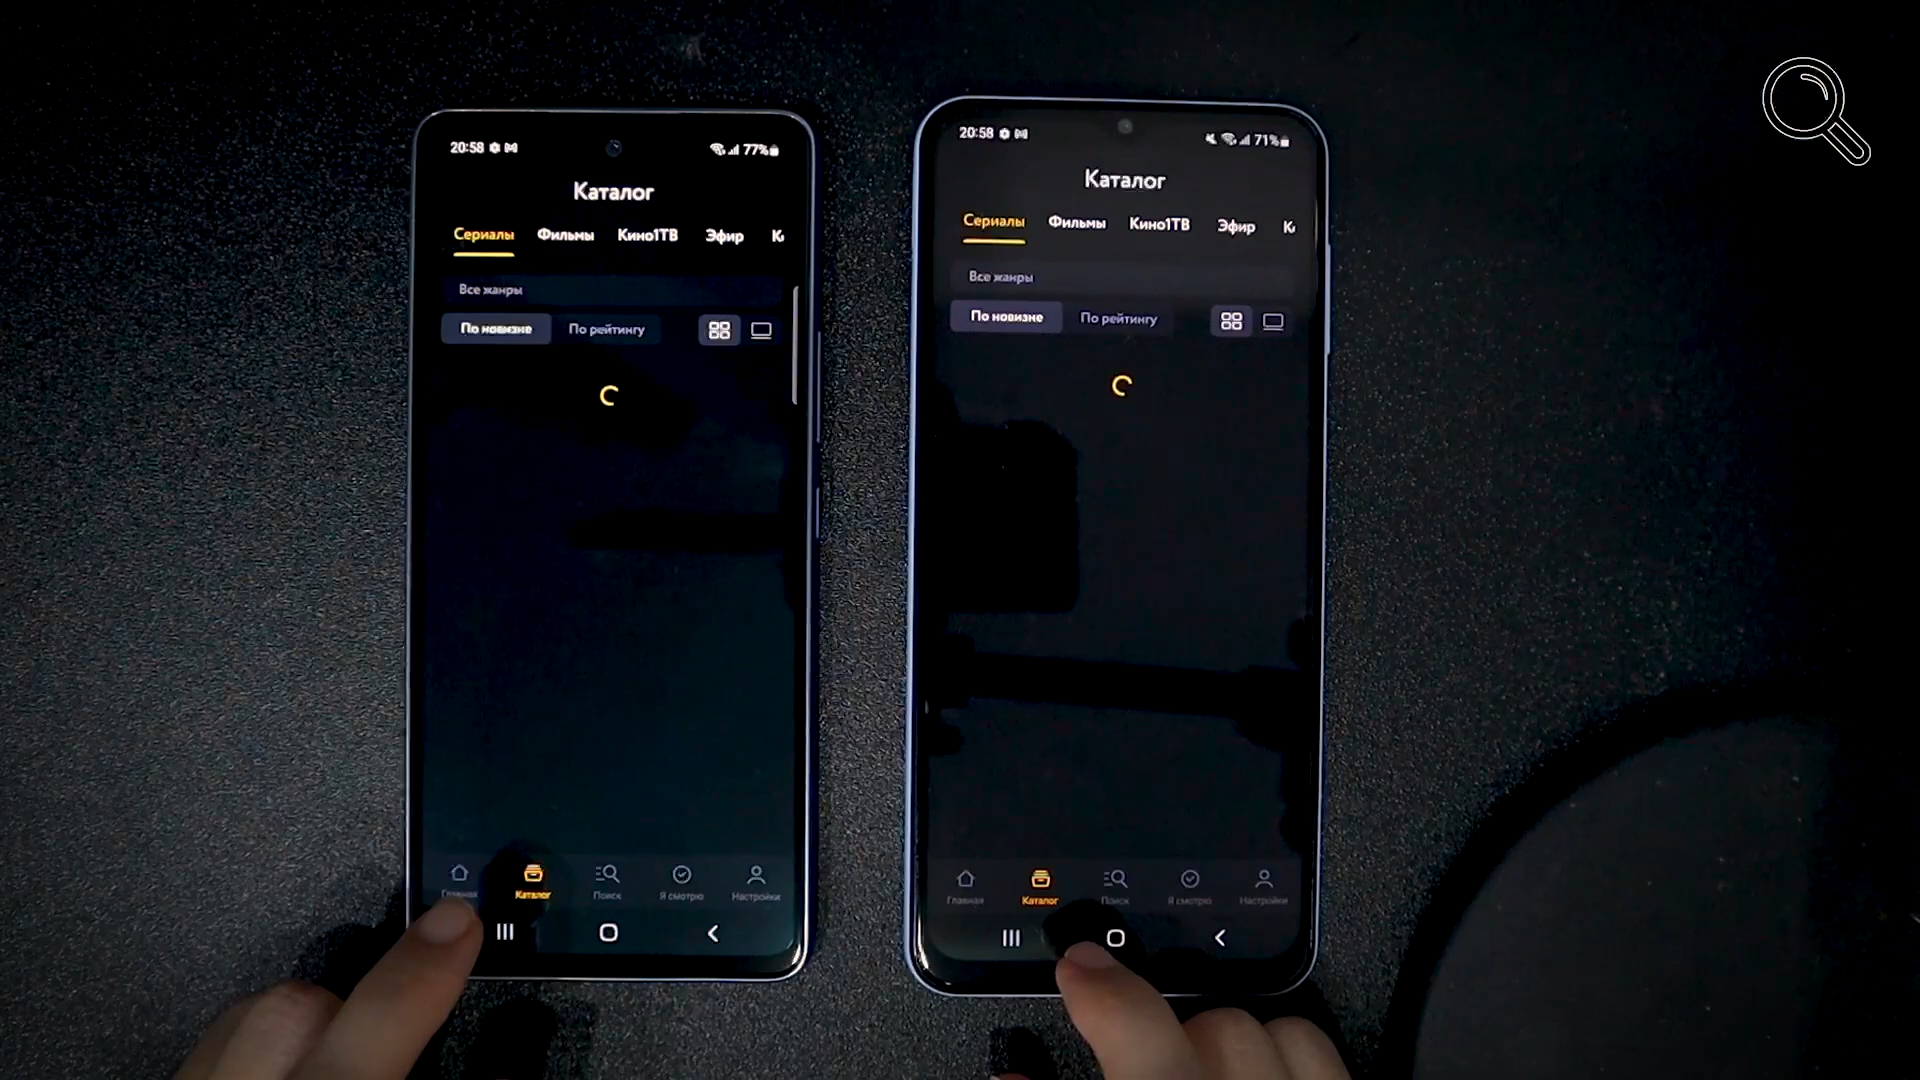 20:58
77%
Каталог
Сериалы Фильмы Кино1ТВ Эфир
Все жанры
По новизне По рейтингу
Главная Каталог Поиск Я смотрю Настройки
20:58
71%
Каталог
Сериалы Фильмы Кино1ТВ Эфир
Все жанры
По новизне По рейтингу
Главная Каталог Поиск Я смотрю Настройки